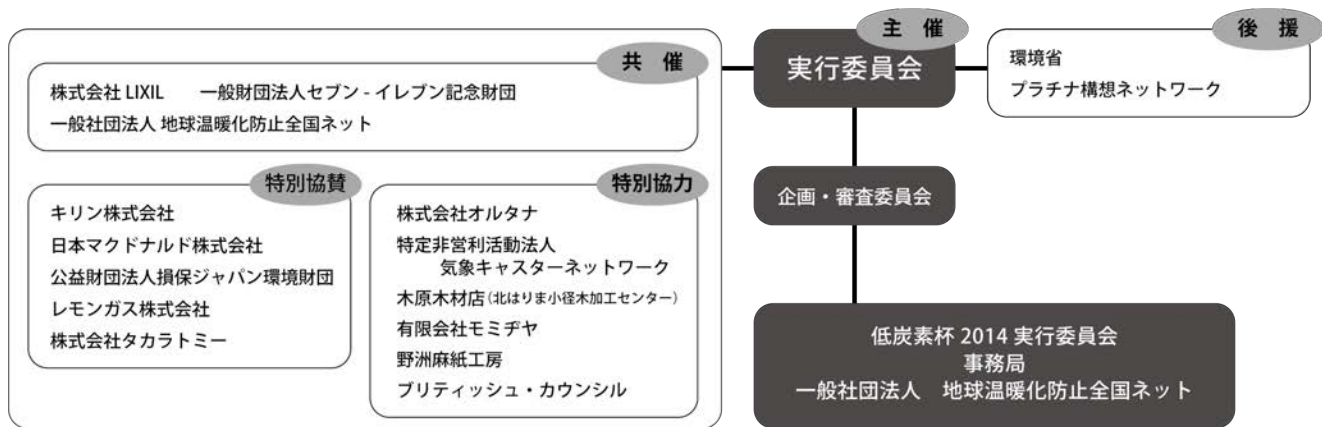 共　催
株式会社 LIXIL　　一般財団法人セブン - イレブン記念財団
一般社団法人 地球温暖化防止全国ネット
特別協賛
キリン株式会社
日本マクドナルド株式会社
公益財団法人損保ジャパン環境財団
レモンガス株式会社
株式会社タカラトミー
特別協力
株式会社オルタナ
特定非営利活動法人
気象キャスターネットワーク
木原木材店（北はりま小径木加工センター）
有限会社モミヂヤ
野洲麻紙工房
ブリティッシュ・カウンシル
主　催
実行委員会
後　援
環境省
プラチナ構想ネットワーク
企画・審査委員会
低炭素杯 2014 実行委員会
事務局
一般社団法人　地球温暖化防止全国ネット